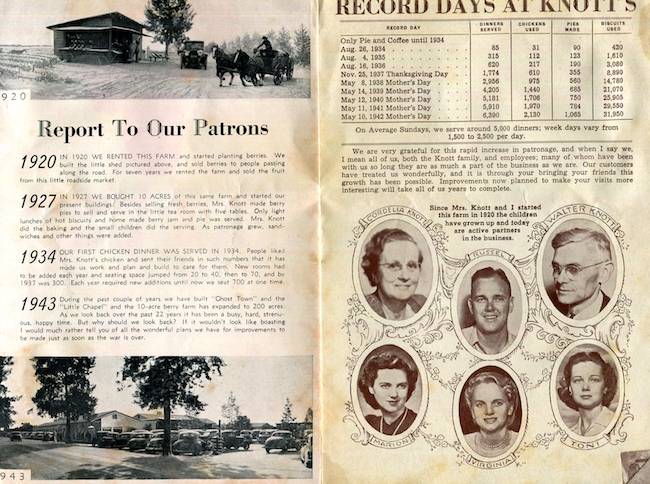 1920
Report To Our Patrons
1920 IN 1920 WE RENTED THIS FARM and started planting berries. We
built the little shed pictured above, and sold berries to people passing
along the road. For seven years we rented the farm and sold the fruit
from this little roadside market.
1927 IN 1927 WE BOUGHT 10 ACRES of this same farm and started our
present buildings. Besides selling fresh berries, Mrs. Knott made berry
pies to sell and serve in the little tea room with five tables. Only light
lunches of hot biscuits and home made berry jam and pie was served. Mrs. Knott
did the baking and the small children did the serving. As patronage grew, sand-
wiches and other things were added.
1934 OUR FIRST CHICKEN DINNER WAS SERVED IN 1934. People liked
Mrs. Knott's chicken and sent their friends in such numbers that it has
made us work and plan and build to care for them. New rooms had
to be added each year and seating space jumped from 20 to 40, then to 70, and by
1937 was 300. Each year required new additions until now we seat 700 at one time.
1943 During the past couple of years we have built "Ghost Town" and the
"Little Chapel" and the 10-acre berry farm has expanded to 200 acres.
As we look back over the past 22 years it has been a busy, hard, strenu-
ous, happy time. But why should we look back? If it wouldn't look like boasting
I would much rather tell you of all the wonderful plans we have for improvements to
be made just as soon as the war is over.
943
RECORD DAYS AT KNOTT'S
RECORD DAY DINNERS SERVED CHICKENS USED PIES MADE BISCUITS USED
Only Pie and Coffee until 1934
Aug. 26, 1934 85 31 90 420
Aug. 4, 1935 315 112 123 1,610
Aug. 16, 1936 620 217 190 3,080
Nov. 25, 1937 Thanksgiving Day 1,774 610 355 8,890
May 8, 1938 Mother's Day 2,956 975 560 14,780
May 14, 1939 Mother's Day 4,205 1,440 685 21,070
May 12, 1940 Mother's Day 5,181 1,706 750 25,905
May 11, 1941 Mother's Day 5,910 1,970 784 29,550
May 10, 1942 Mother's Day 6,390 2,130 1,065 31,950
On Average Sundays, we serve around 5,000 dinners; week days vary from
1,500 to 2,500 per day.
We are very grateful for this rapid increase in patronage, and when I say we,
I mean all of us, both the Knott family, and employees; many of whom have been
with us so long they are as much a part of the business as we are. Our customers
have treated us wonderfully, and it is through your bringing your friends this
growth has been possible. Improvements now planned to make your visits more
interesting will take all of us years to complete.
Since Mrs. Knott and I started
this farm in 1920 the children
have grown up and today
are active partners
in the business.
CORDELIA KNOTT
WALTER KNOTT
RUSSEL
MARION
VIRGINIA
TONI